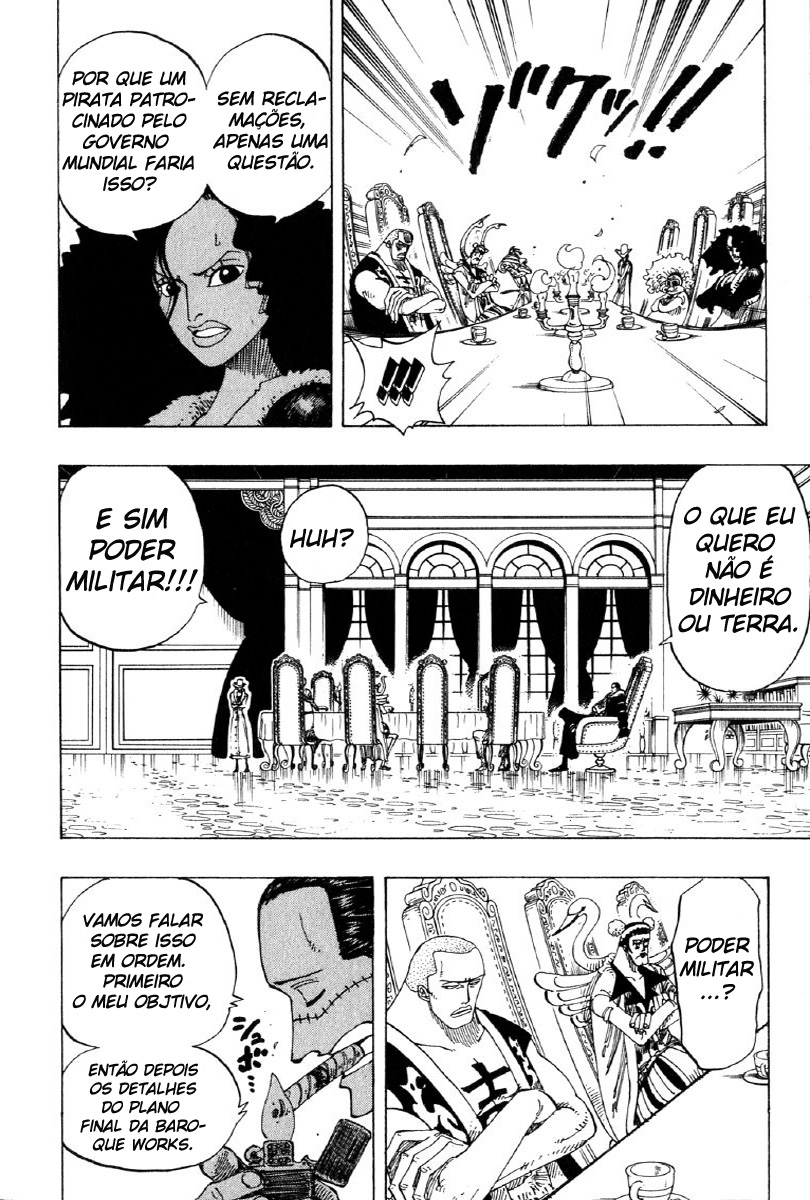 ゾクッ!!
!!!
SEM RECLA-
MAÇÕES,
APENAS UMA
QUESTÃO.
POR QUE UM
PIRATA PATRO-
CINADO PELO
GOVERNO
MUNDIAL FARIA
ISSO?
O QUE EU
QUERO
NÃO É
DINHEIRO
OU TERRA.
HUH?
E SIM
PODER
MILITAR!!!
PODER
MILITAR
...?
VAMOS FALAR
SOBRE ISSO
EM ORDEM.
PRIMEIRO
O MEU OBJTIVO,
シュボ…
ENTÃO DEPOIS
OS DETALHES
DO PLANO
FINAL DA BARO-
QUE WORKS.